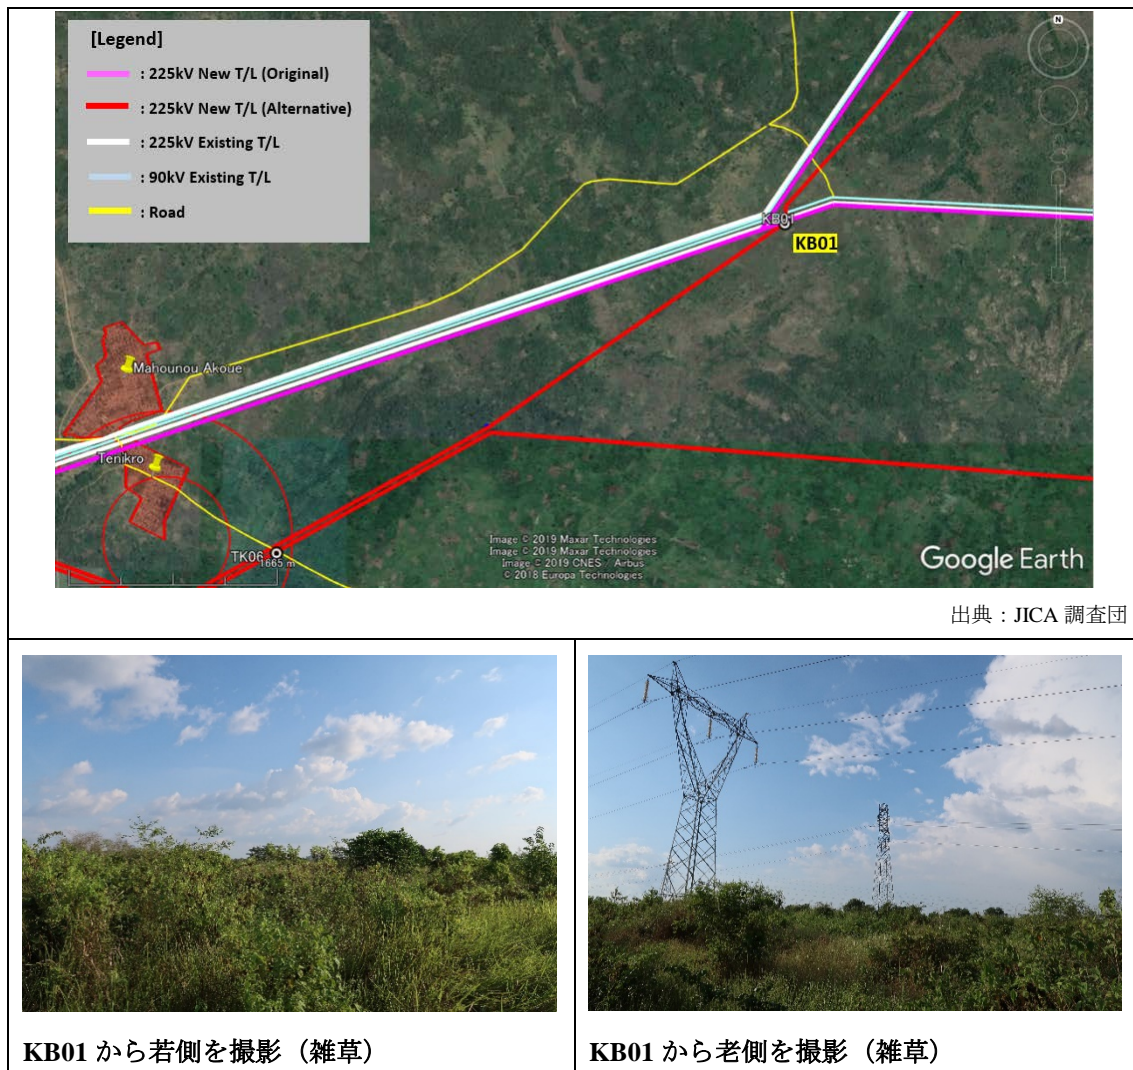 [Legend]
: 225kV New T/L (Original)
: 225kV New T/L (Alternative)
: 225kV Existing T/L
: 90kV Existing T/L
: Road
N
KB01
KB01
Mahounou Akoue
Tenikro
TK06
1665 m
Image © 2019 Maxar Technologies
Image © 2019 Maxar Technologies
Image © 2019 CNES / Airbus
© 2018 Europa Technologies
Google Earth
出典：JICA 調査団
KB01 から若側を撮影（雑草）
KB01 から老側を撮影（雑草）